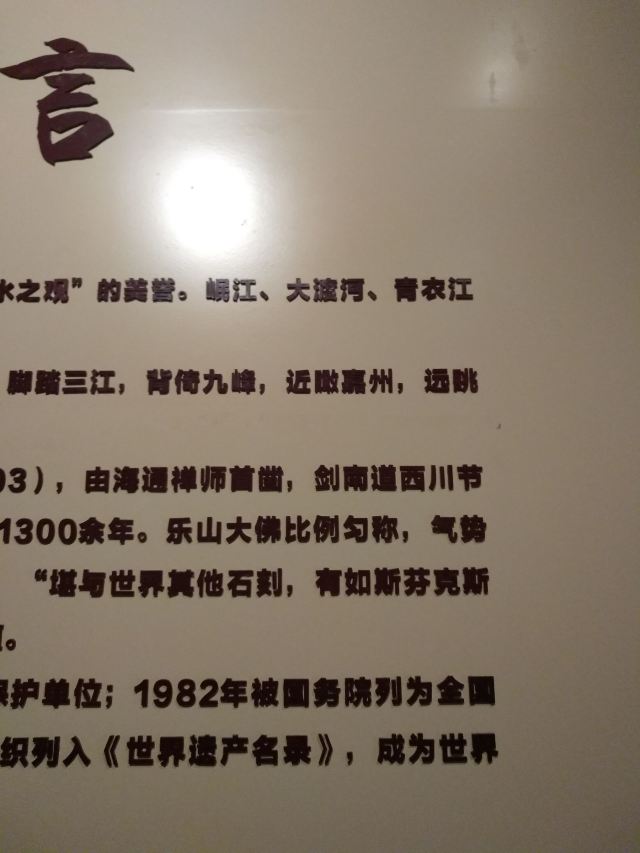 言
水之观”的美誉。岷江、大渡河、青衣江
脚踏三江，背倚九峰，近瞰嘉州，远眺
03），由海通禅师首凿，剑南道西川节
1300余年。乐山大佛比例匀称，气势
“堪与世界其他石刻，有如斯芬克斯
。
保护单位；1982年被国务院列为全国
织列入《世界遗产名录》，成为世界